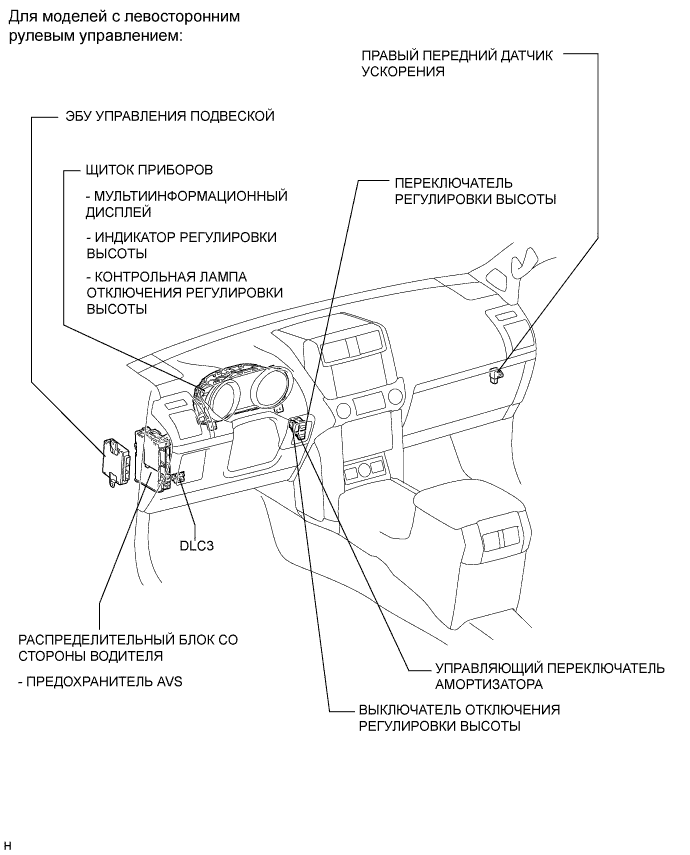 Для моделей с левосторонним
рулевым управлением:
ПРАВЫЙ ПЕРЕДНИЙ ДАТЧИК
УСКОРЕНИЯ
ЭБУ УПРАВЛЕНИЯ ПОДВЕСКОЙ
ЩИТОК ПРИБОРОВ
- МУЛЬТИИНФОРМАЦИОННЫЙ
ДИСПЛЕЙ
- ИНДИКАТОР РЕГУЛИРОВКИ
ВЫСОТЫ
- КОНТРОЛЬНАЯ ЛАМПА
ОТКЛЮЧЕНИЯ РЕГУЛИРОВКИ
ВЫСОТЫ
ПЕРЕКЛЮЧАТЕЛЬ
РЕГУЛИРОВКИ ВЫСОТЫ
DLC3
РАСПРЕДЕЛИТЕЛЬНЫЙ БЛОК СО
СТОРОНЫ ВОДИТЕЛЯ
- ПРЕДОХРАНИТЕЛЬ AVS
УПРАВЛЯЮЩИЙ ПЕРЕКЛЮЧАТЕЛЬ
АМОРТИЗАТОРА
ВЫКЛЮЧАТЕЛЬ ОТКЛЮЧЕНИЯ
РЕГУЛИРОВКИ ВЫСОТЫ
H